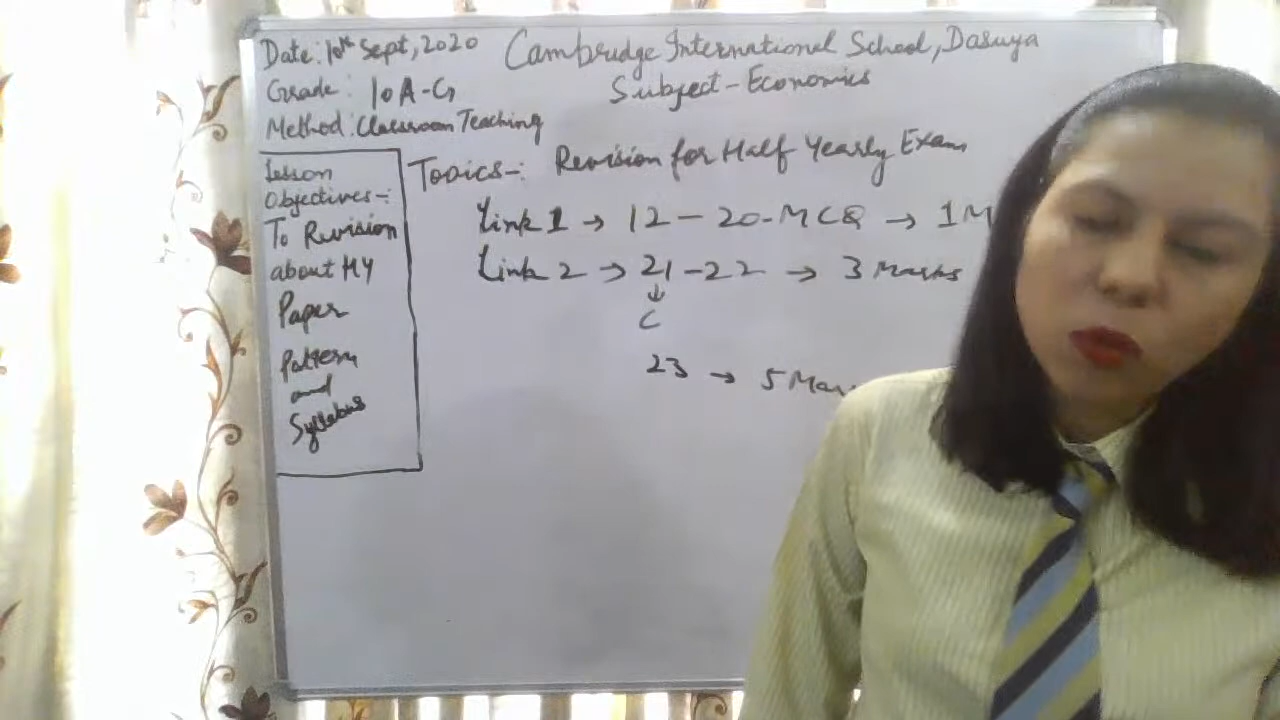 Date: 10th Sept, 2020
Cambridge International School, Dasuya
Grade: 10 A-G
Subject - Economics
Method: Classroom Teaching
Lesson
Objectives-:
To Revision
about HY
Paper
Pattern
and
Syllabus
Topics-: Revision for Half Yearly Exam
Link 1 → 12 - 20 - MCQ → 1 M
Link 2 → 21 - 22 → 3 Marks
↓
C
23 → 5 Mar